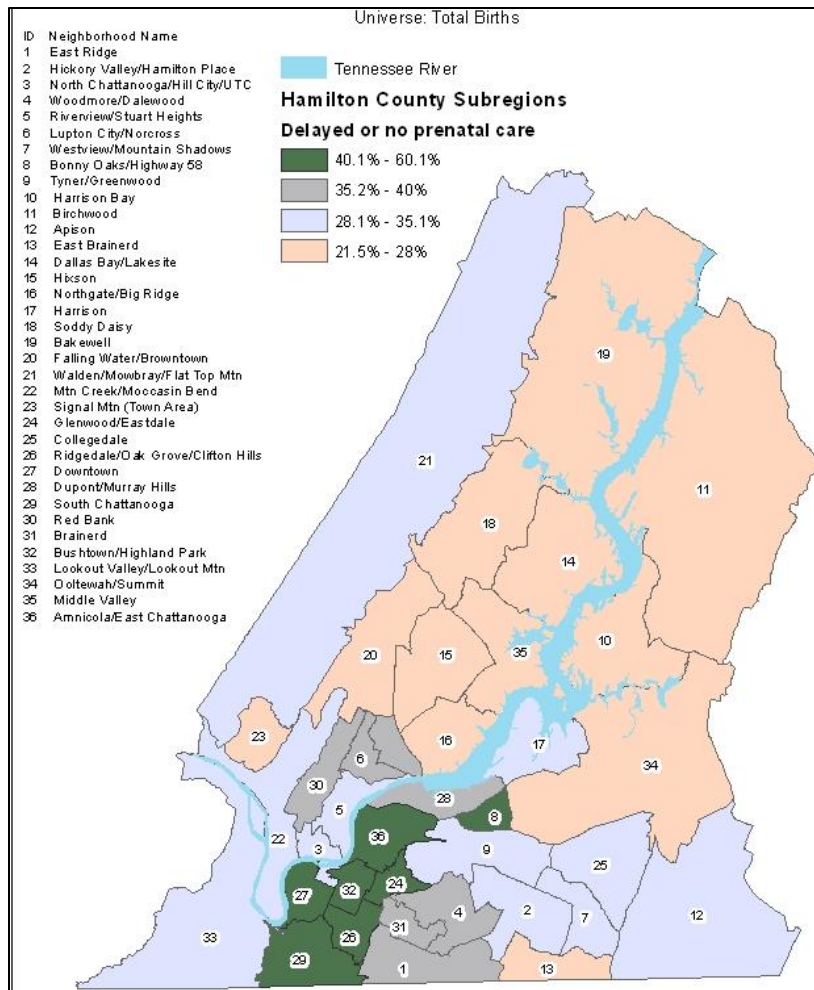 Universe: Total Births
ID Neighborhood Name
1 East Ridge
2 Hickory Valley/Hamilton Place
3 North Chattanooga/Hill City/UTC
4 Woodmore/Dalewood
5 Riverview/Stuart Heights
6 Lupton City/Norcross
7 Westview/Mountain Shadows
8 Bonny Oaks/Highway 58
9 Tyner/Greenwood
10 Harrison Bay
11 Birchwood
12 Apison
13 East Brainerd
14 Dallas Bay/Lakesite
15 Hixson
16 Northgate/Big Ridge
17 Harrison
18 Soddy Daisy
19 Bakewell
20 Falling Water/Browntown
21 Walden/Mowbray/Flat Top Mtn
22 Mtn Creek/Moccasin Bend
23 Signal Mtn (Town Area)
24 Glenwood/Eastdale
25 Collegedale
26 Ridgedale/Oak Grove/Clifton Hills
27 Downtown
28 Dupont/Murray Hills
29 South Chattanooga
30 Red Bank
31 Brainerd
32 Bushtown/Highland Park
33 Lookout Valley/Lookout Mtn
34 Ooltewah/Summit
35 Middle Valley
36 Amnicola/East Chattanooga
Tennessee River
Hamilton County Subregions
Delayed or no prenatal care
40.1% - 60.1%
35.2% - 40%
28.1% - 35.1%
21.5% - 28%
19
21
11
18
14
10
20
15
35
23
16
17
34
6
30
28
5
8
36
22
3
9
25
24
27
32
4
2
7
12
31
26
33
29
1
13